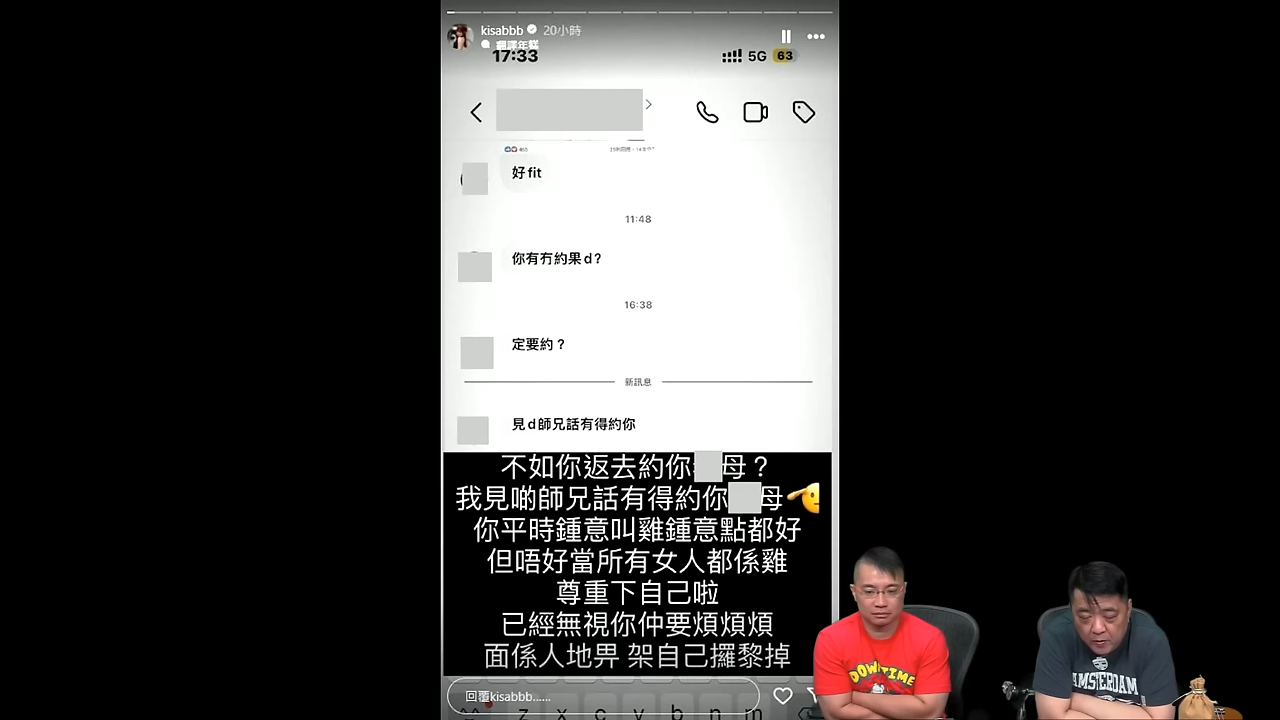 kisabbb 20小時
翻譯年糕
17:33 5G 63
好fit
11:48
你有冇約果d?
16:38
定要約？
新訊息
見d師兄話有得約你
不如你返去約你 母？
我見啲師兄話有得約你 母
你平時鍾意叫雞鍾意點都好
但唔好當所有女人都係雞
尊重下自己啦
已經無視你仲要煩煩煩
面係人地畀 架自己攞黎掉
回覆kisabbb......
z x c v b n m
DOWNTIME
AMSTERDAM